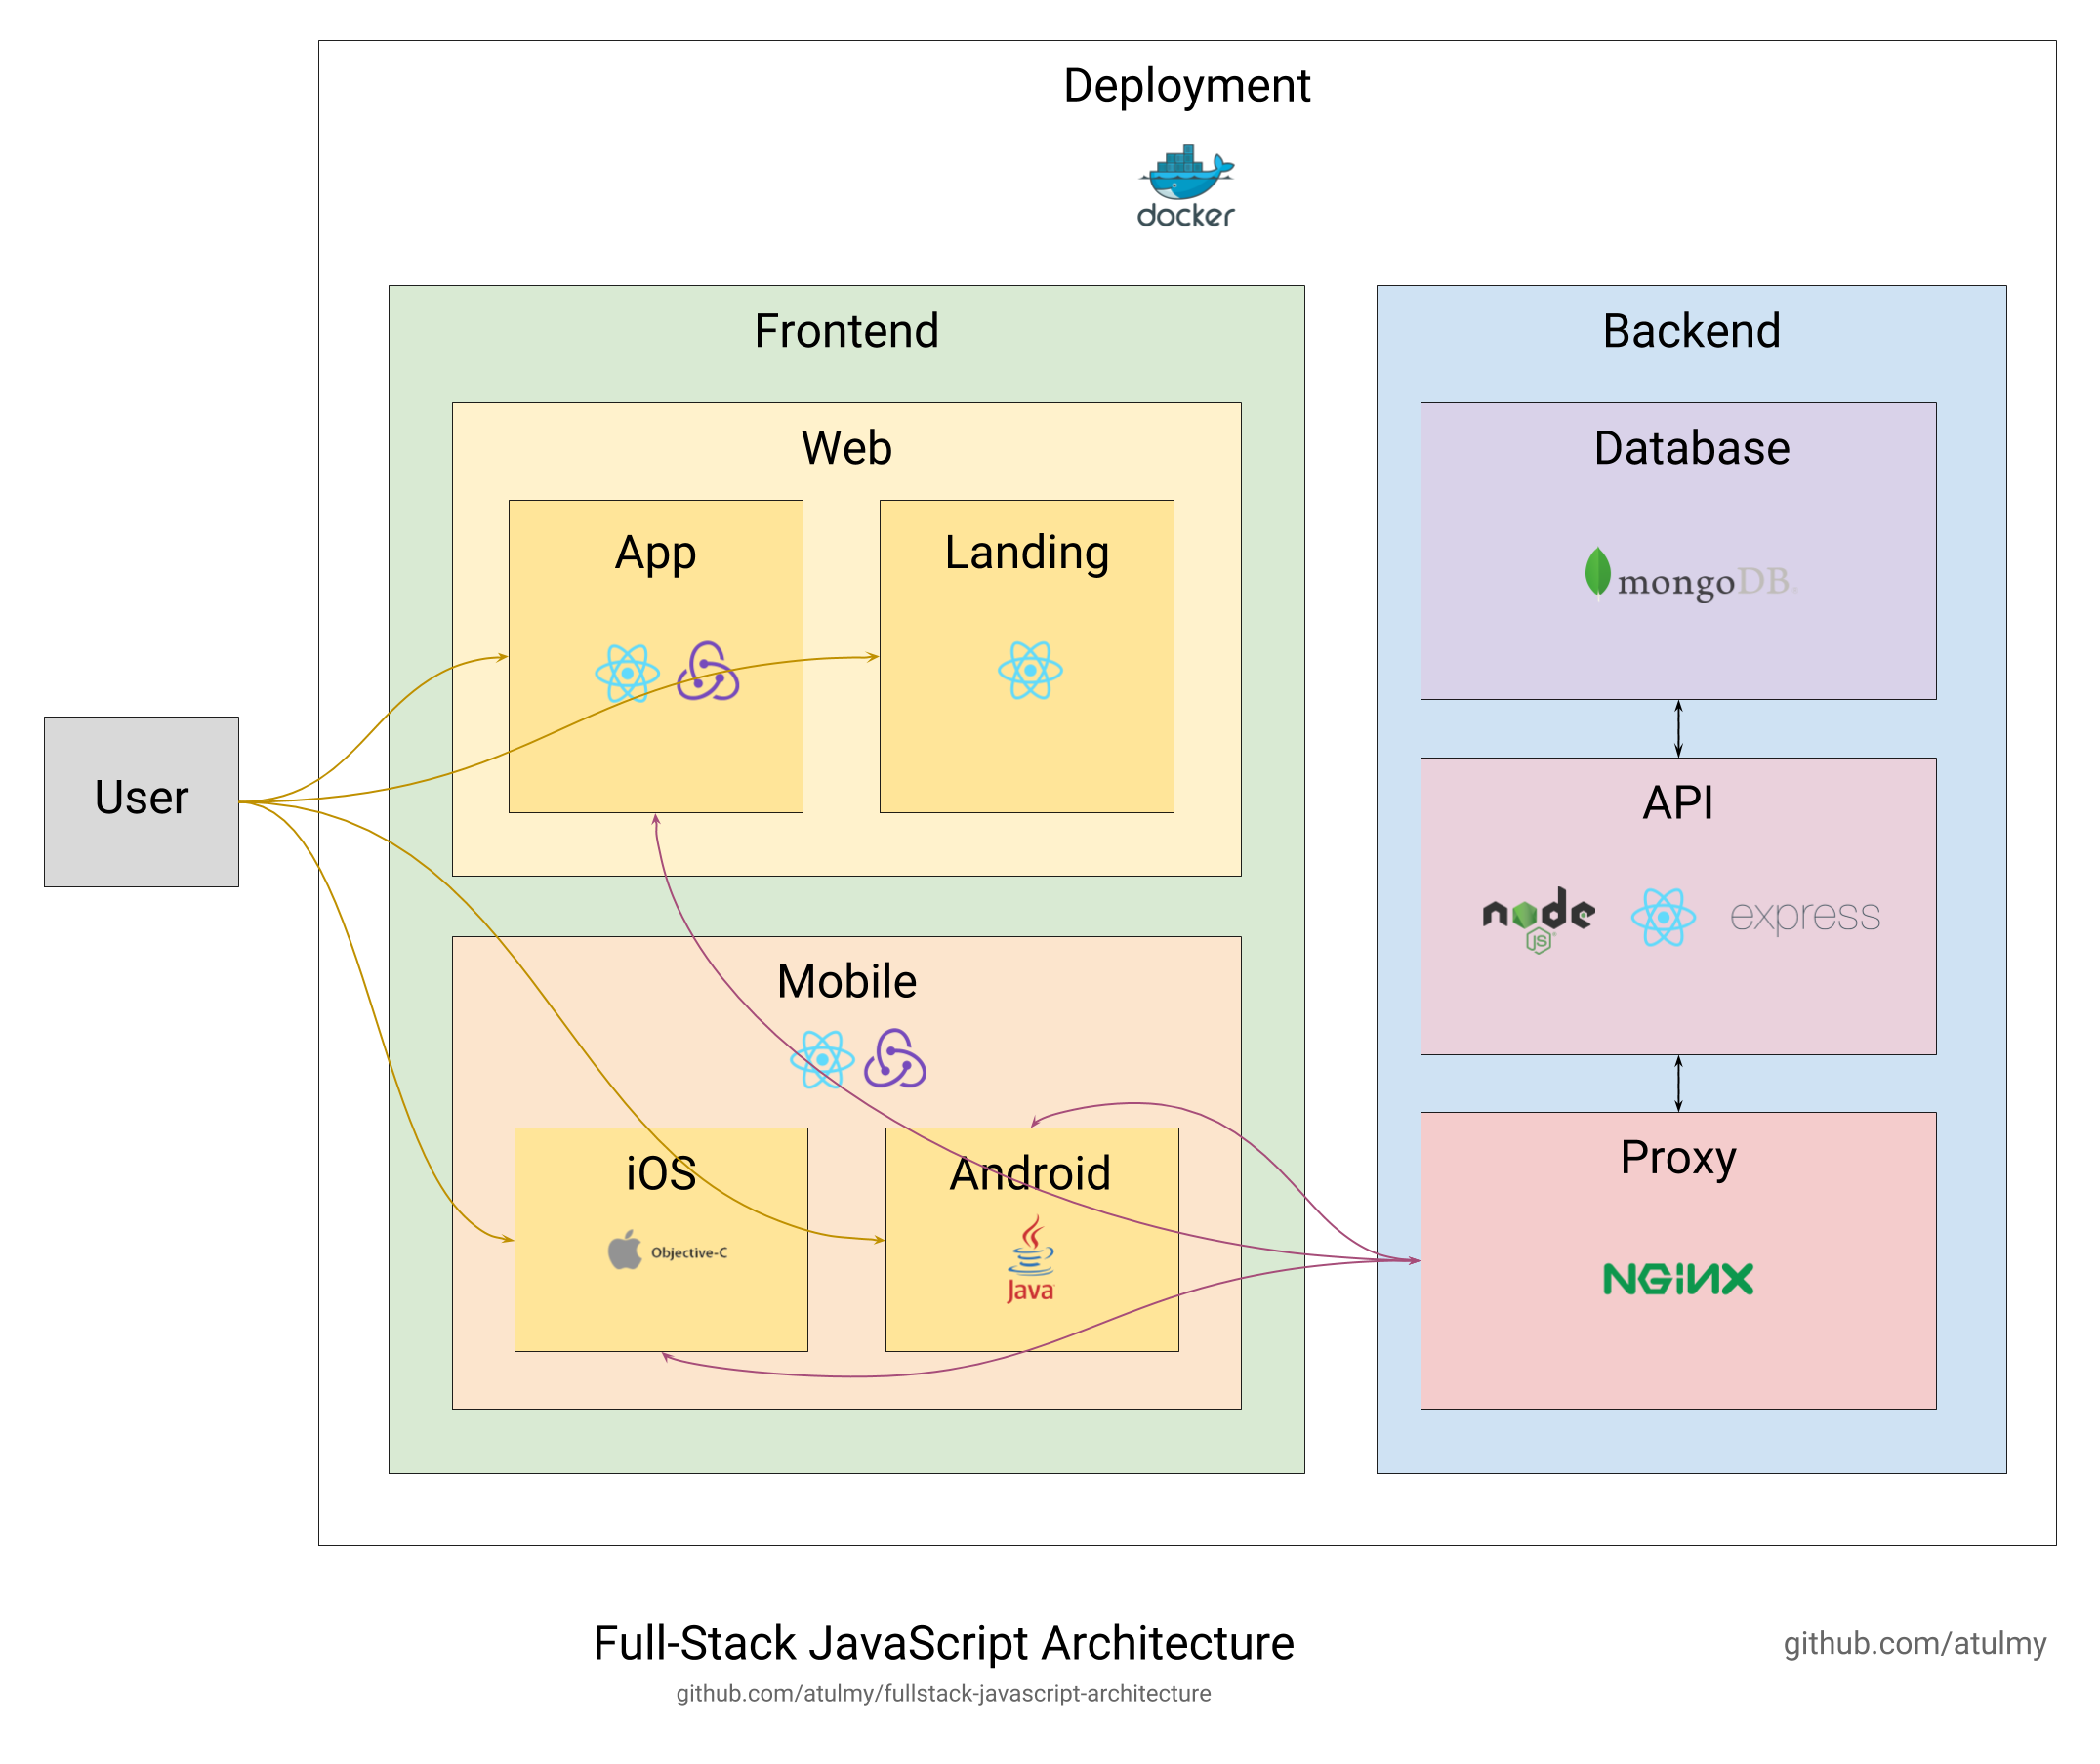 Deployment
docker
Frontend
Backend
Web
Database
App
Landing
mongoDB
User
API
node
JS
express
Mobile
Proxy
iOS
Android
Objective-C
Java
NGINX
Full-Stack JavaScript Architecture
github.com/atulmy
github.com/atulmy/fullstack-javascript-architecture